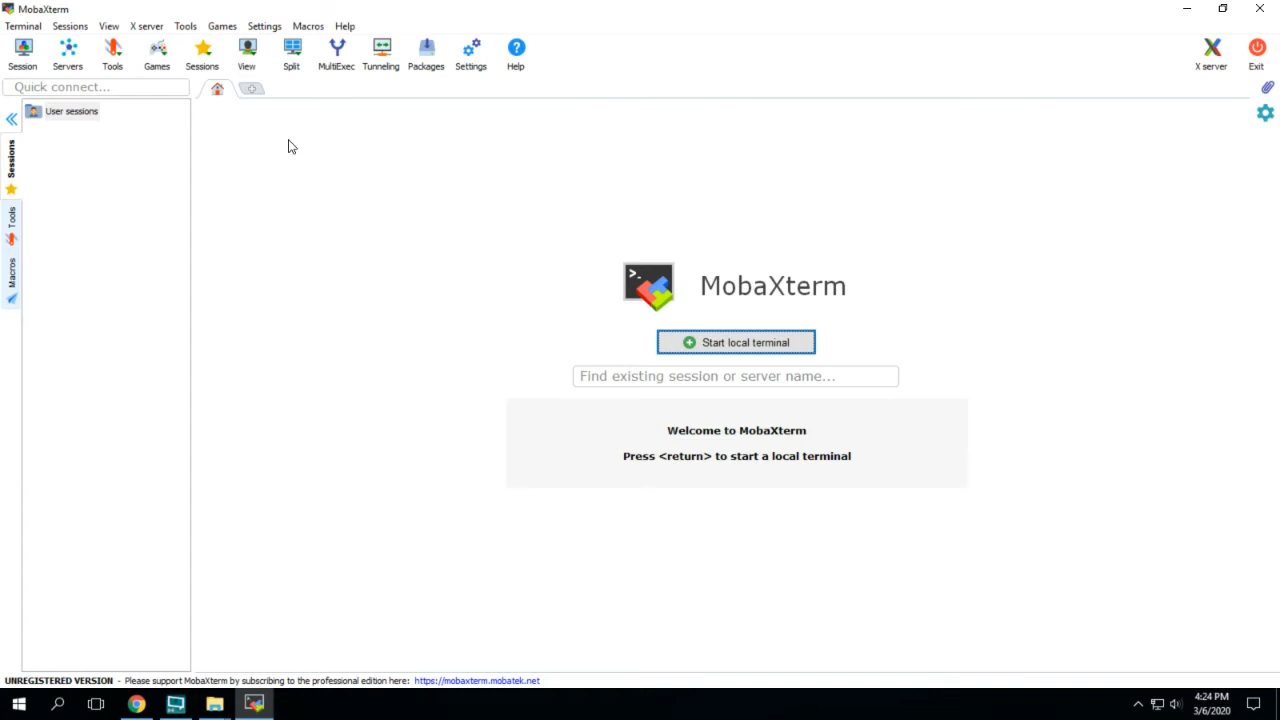 MobaXterm
Terminal Sessions View X server Tools Games Settings Macros Help
Session Servers Tools Games Sessions View Split MultiExec Tunneling Packages Settings Help X server Exit
Quick connect...
User sessions
Sessions
Tools
Macros
>_
MobaXterm
Start local terminal
Find existing session or server name...
Welcome to MobaXterm
Press <return> to start a local terminal
UNREGISTERED VERSION - Please support MobaXterm by subscribing to the professional edition here: https://mobaxterm.mobatek.net
4:24 PM
3/6/2020